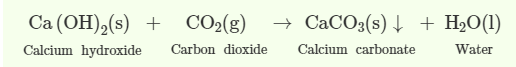 Ca(OH)₂(s) + CO₂(g) → CaCO₃(s)↓ + H₂O(l)
Calcium hydroxide Carbon dioxide Calcium carbonate Water